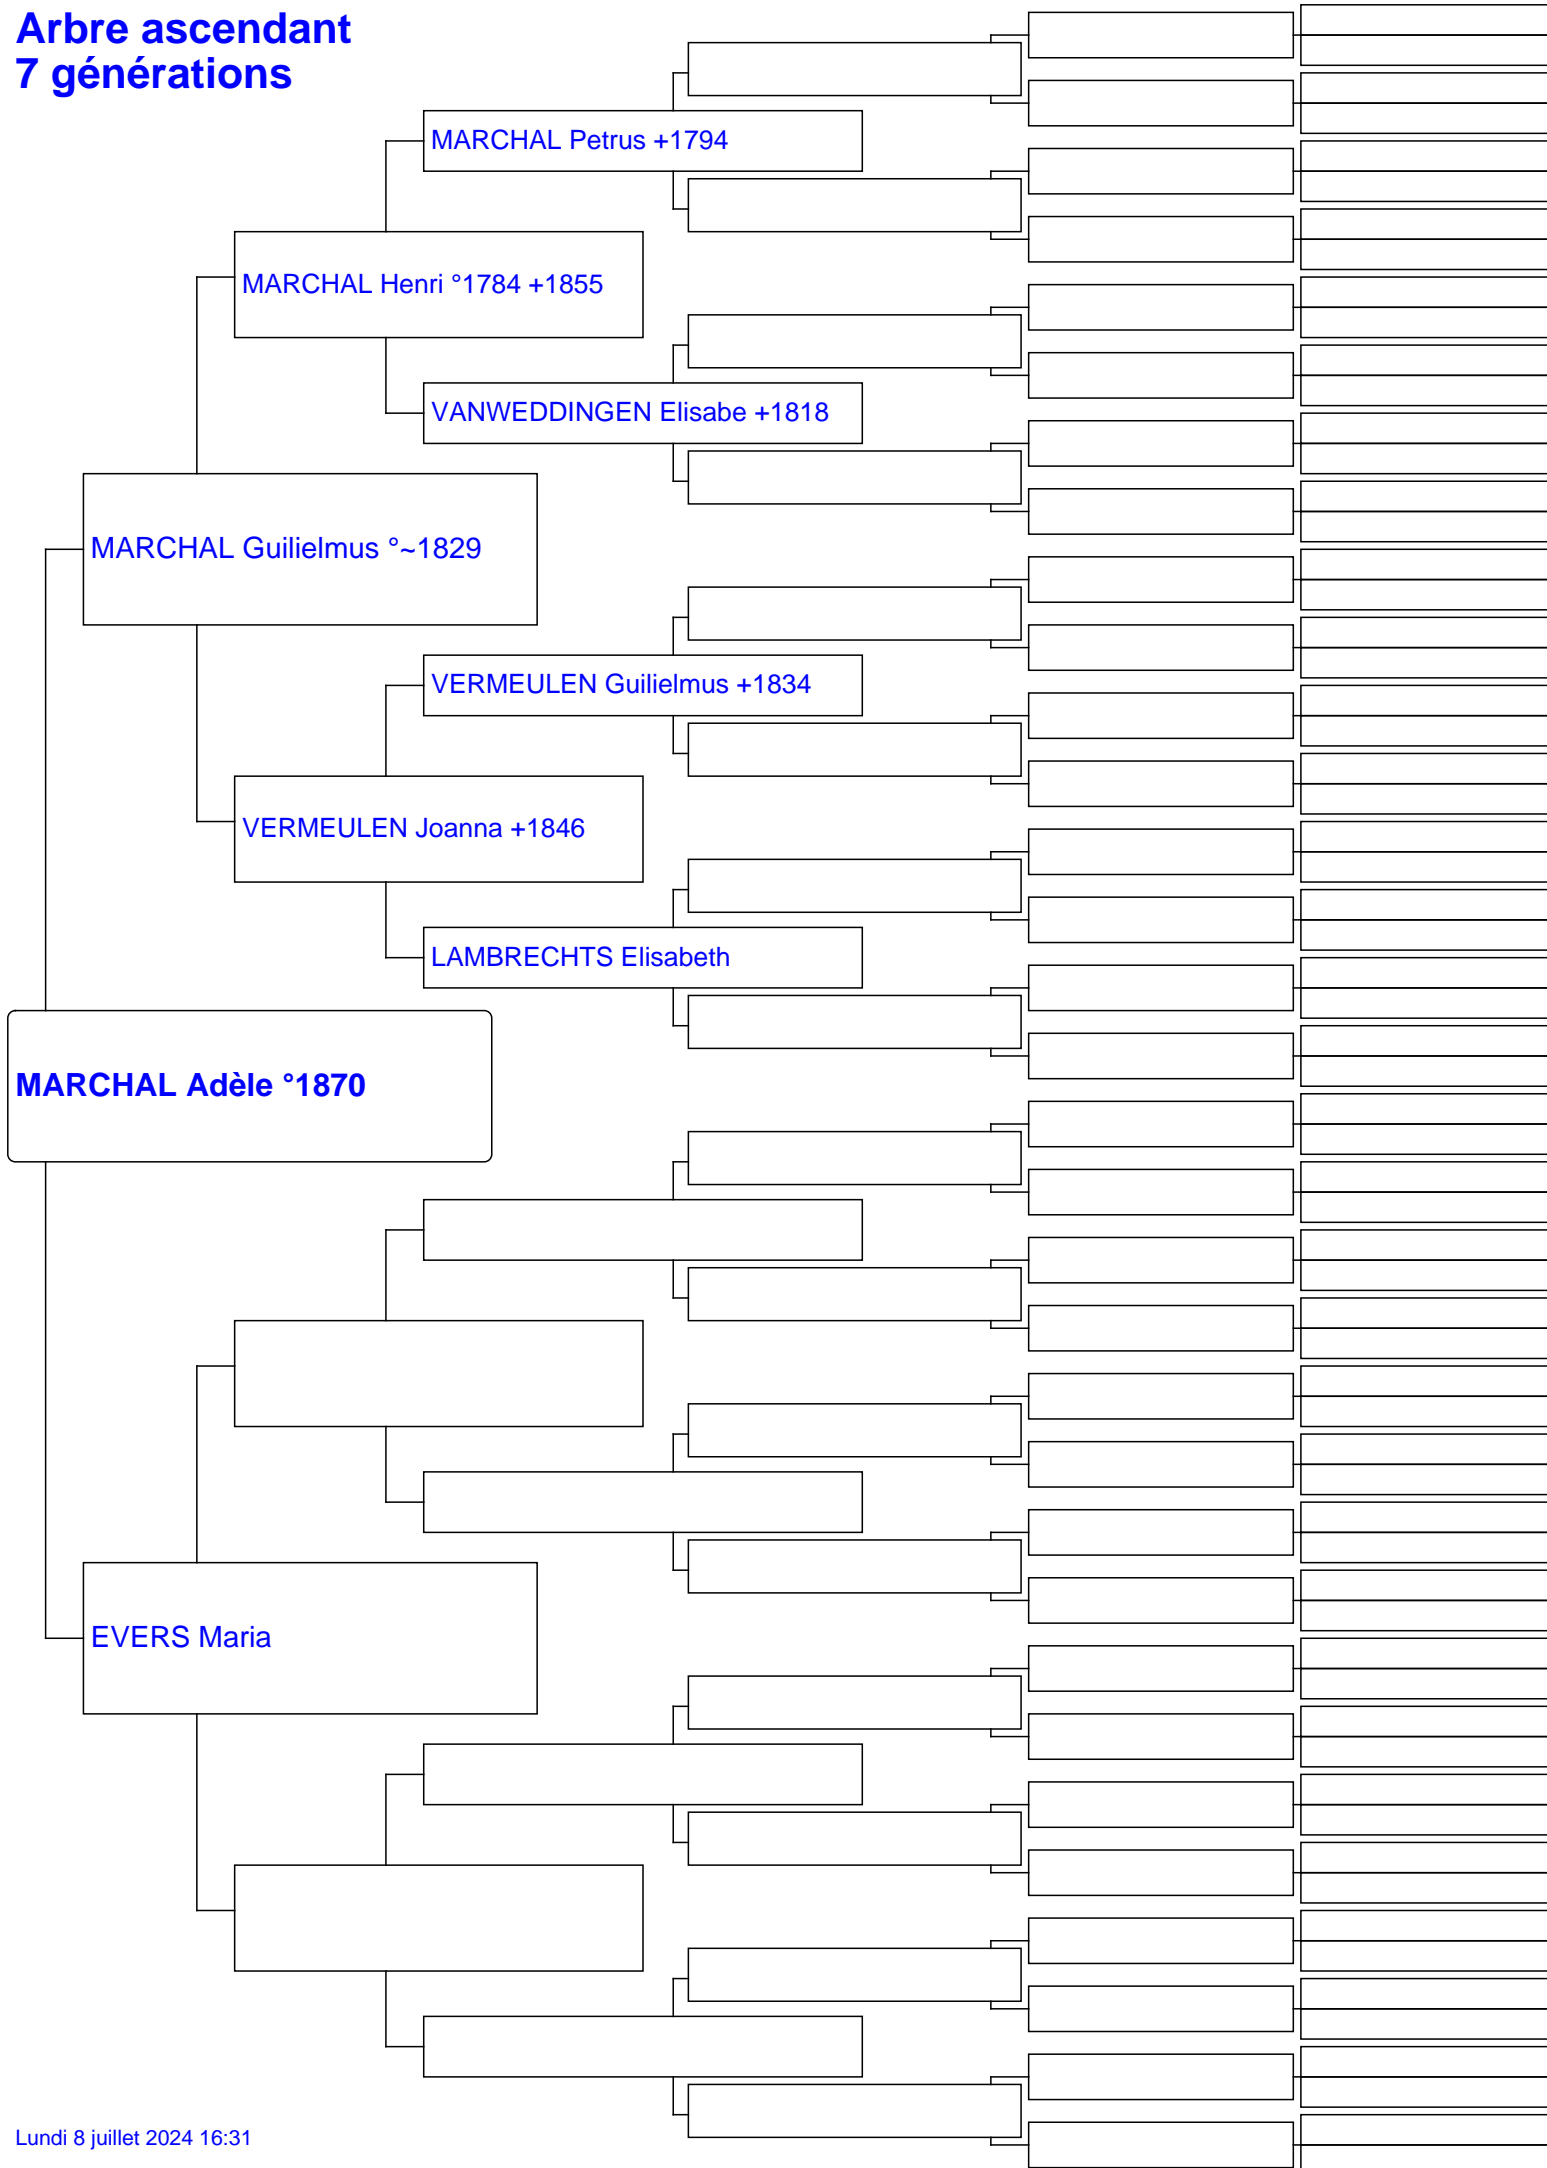 Arbre ascendant
7 générations
MARCHAL Petrus +1794
MARCHAL Henri °1784 +1855
VANWEDDINGEN Elisabe +1818
MARCHAL Guilielmus °~1829
VERMEULEN Guilielmus +1834
VERMEULEN Joanna +1846
LAMBRECHTS Elisabeth
MARCHAL Adèle °1870
EVERS Maria
Lundi 8 juillet 2024 16:31